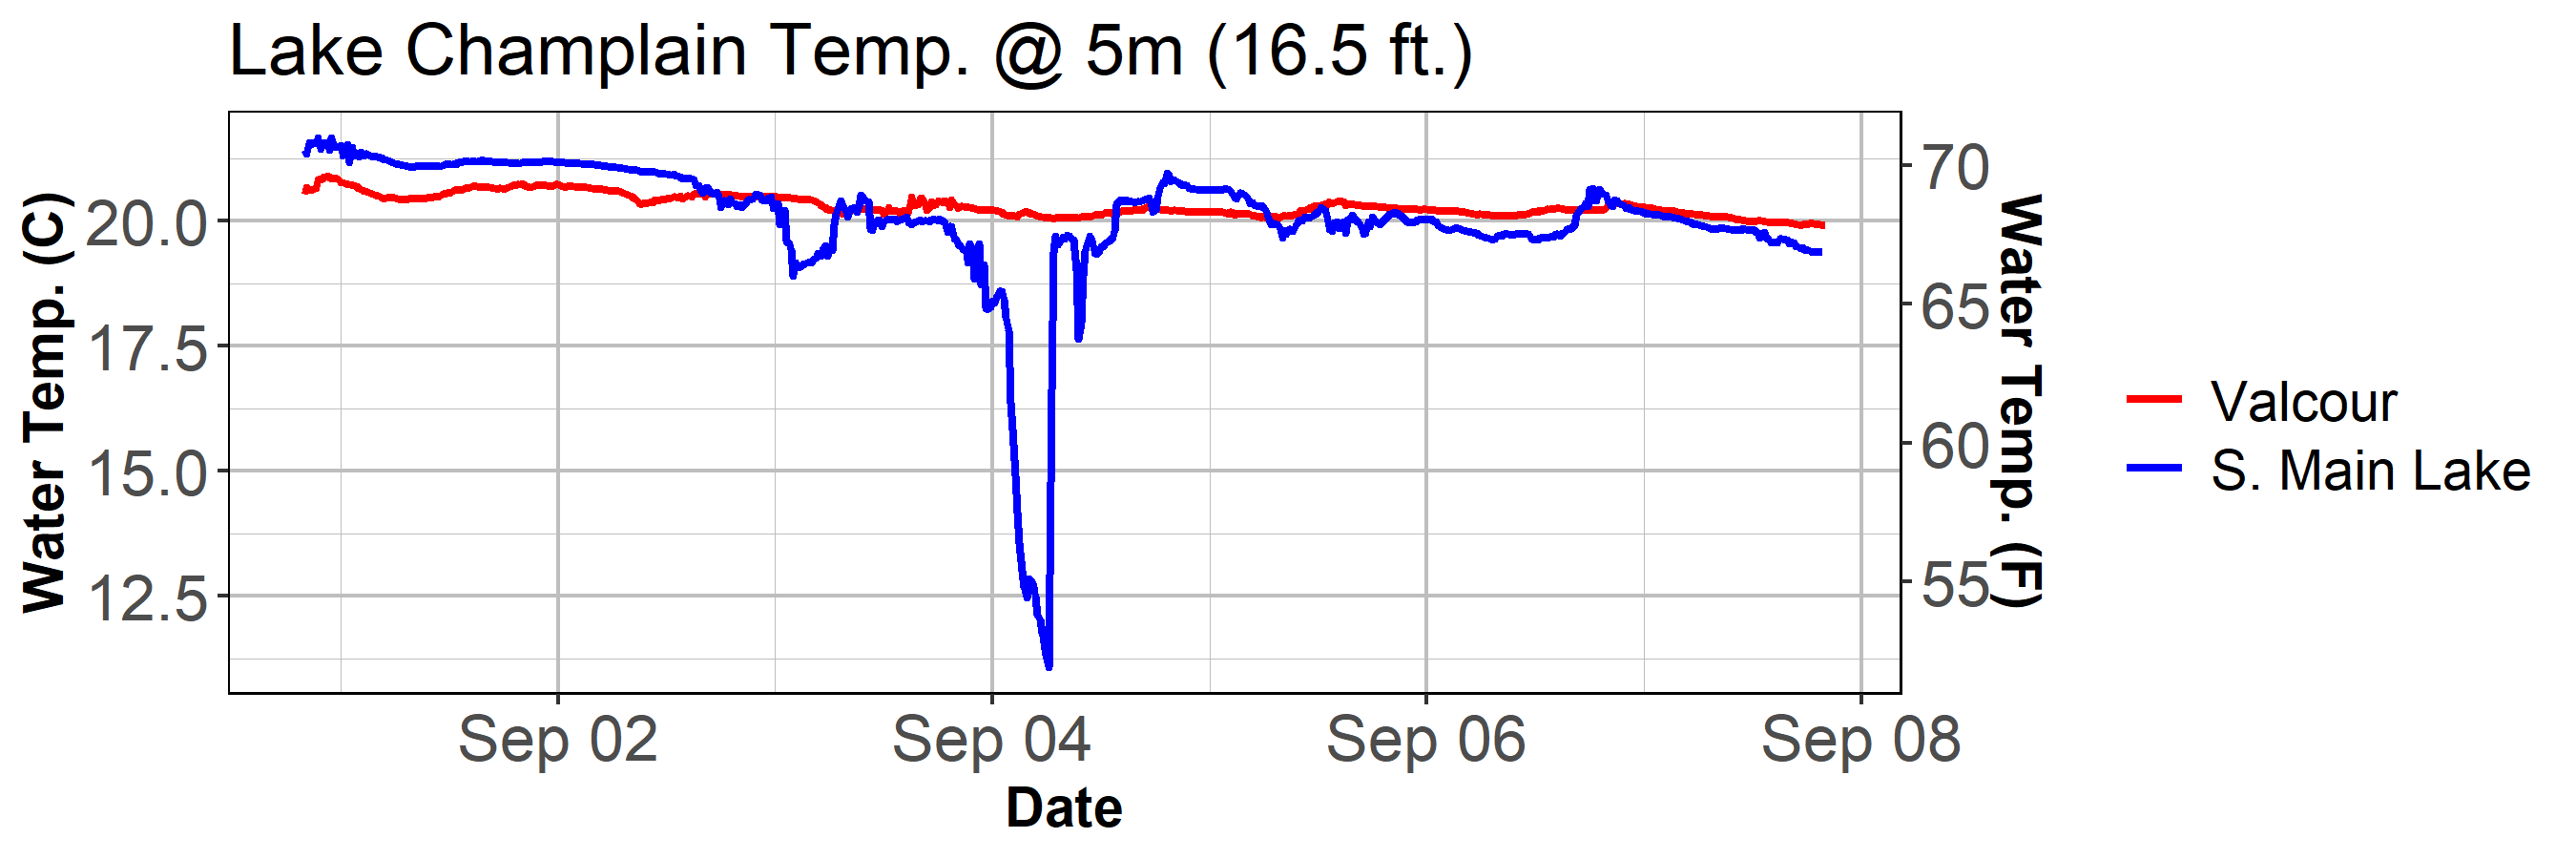 Lake Champlain Temp. @ 5m (16.5 ft.)
Water Temp. (C)
20.0
17.5
15.0
12.5
70
65
60
55
Water Temp. (F)
Valcour
S. Main Lake
Sep 02
Sep 04
Sep 06
Sep 08
Date